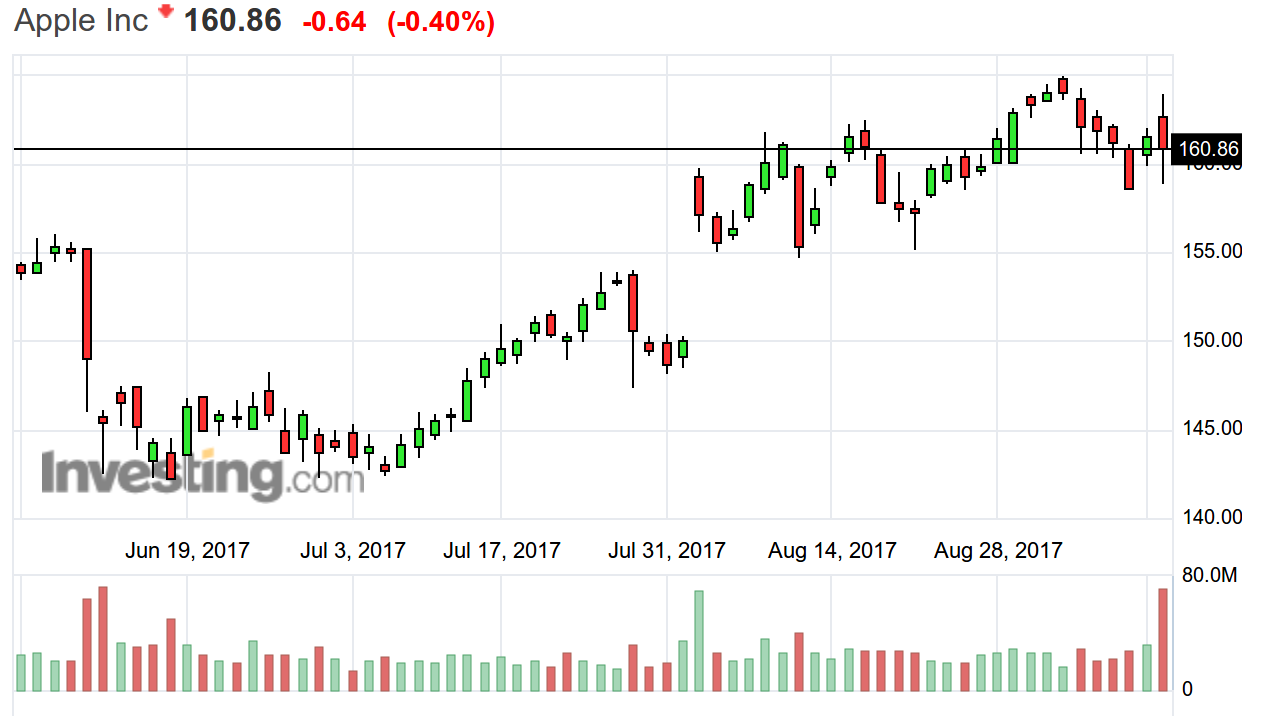 Apple Inc 160.86 -0.64 (-0.40%)
160.86
160.00
155.00
150.00
145.00
Investing.com
140.00
Jun 19, 2017 Jul 3, 2017 Jul 17, 2017 Jul 31, 2017 Aug 14, 2017 Aug 28, 2017
80.0M
0